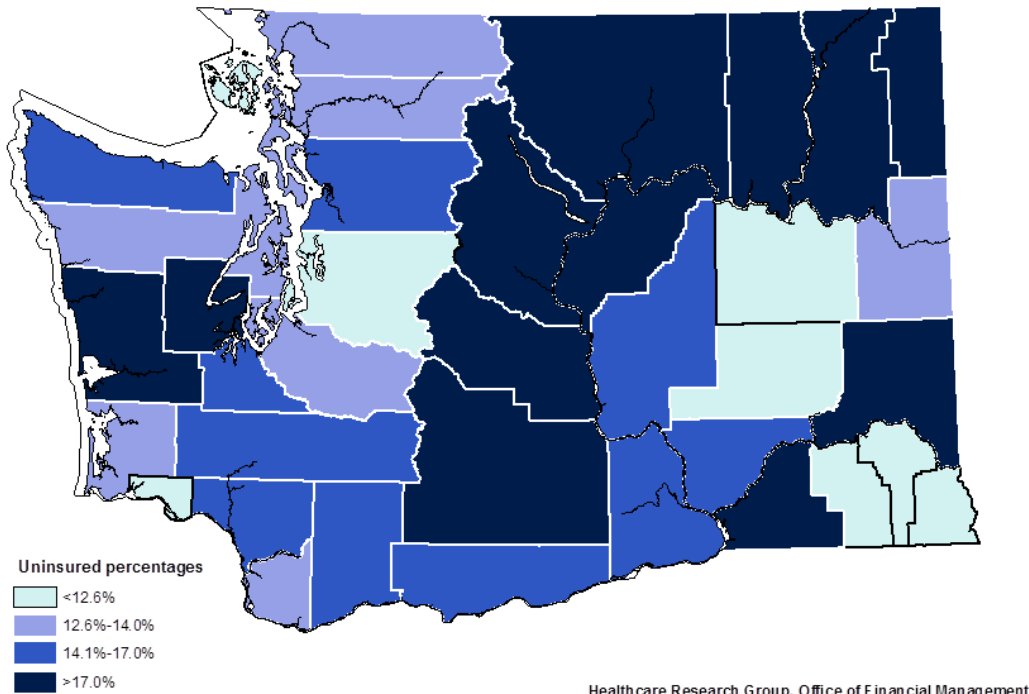 Uninsured percentages
<12.6%
12.6%-14.0%
14.1%-17.0%
>17.0%
Healthcare Research Group, Office of Financial Management